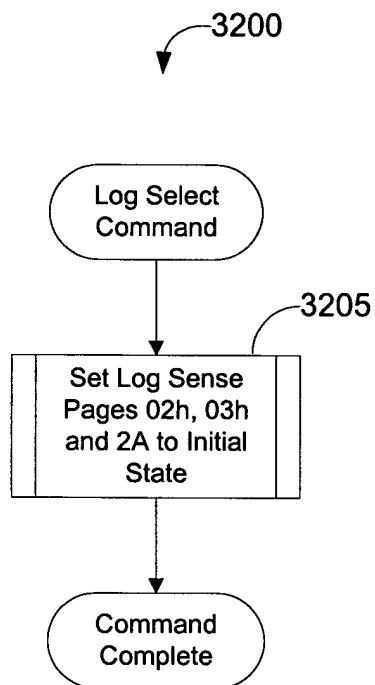 3200
Log Select
Command
3205
Set Log Sense
Pages 02h, 03h
and 2A to Initial
State
Command
Complete